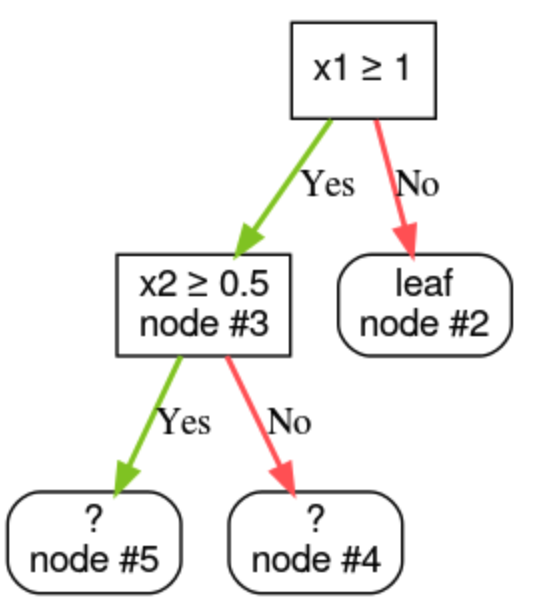 x1 ≥ 1
Yes
No
x2 ≥ 0.5
node #3
leaf
node #2
Yes
No
?
node #5
?
node #4